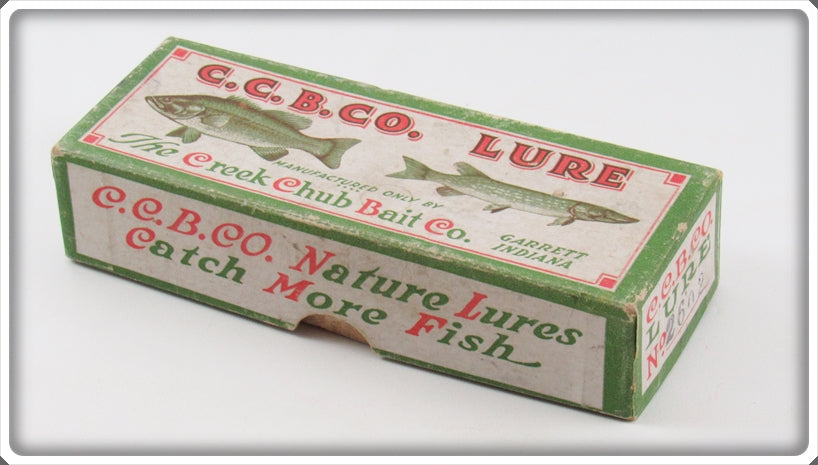 C.C.B.CO. LURE
MANUFACTURED ONLY BY
The Creek Chub Bait Co.
GARRETT
INDIANA
C.C.B.CO. Nature Lures
Catch More Fish
C.C.B.CO.
LURE
No.